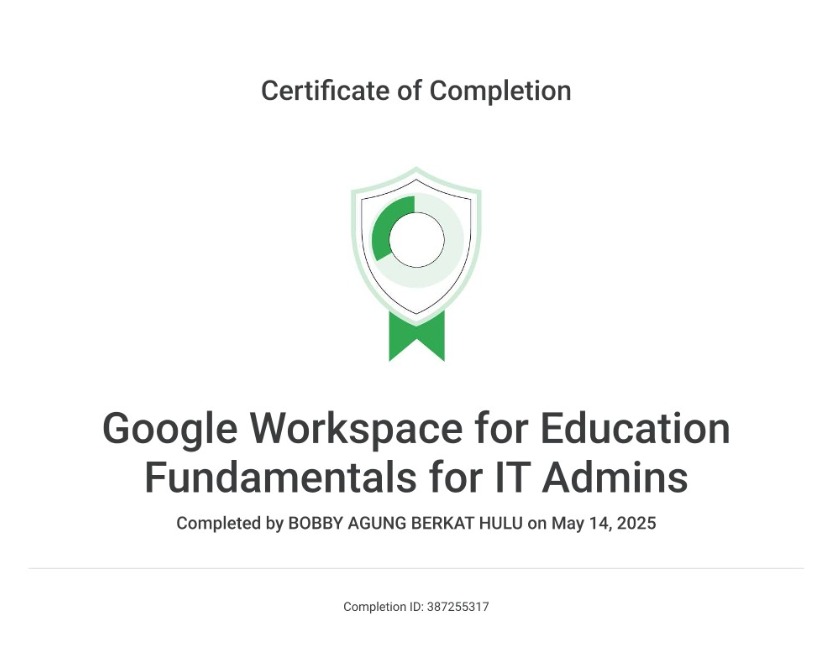 Certificate of Completion
Google Workspace for Education
Fundamentals for IT Admins
Completed by BOBBY AGUNG BERKAT HULU on May 14, 2025
Completion ID: 387255317